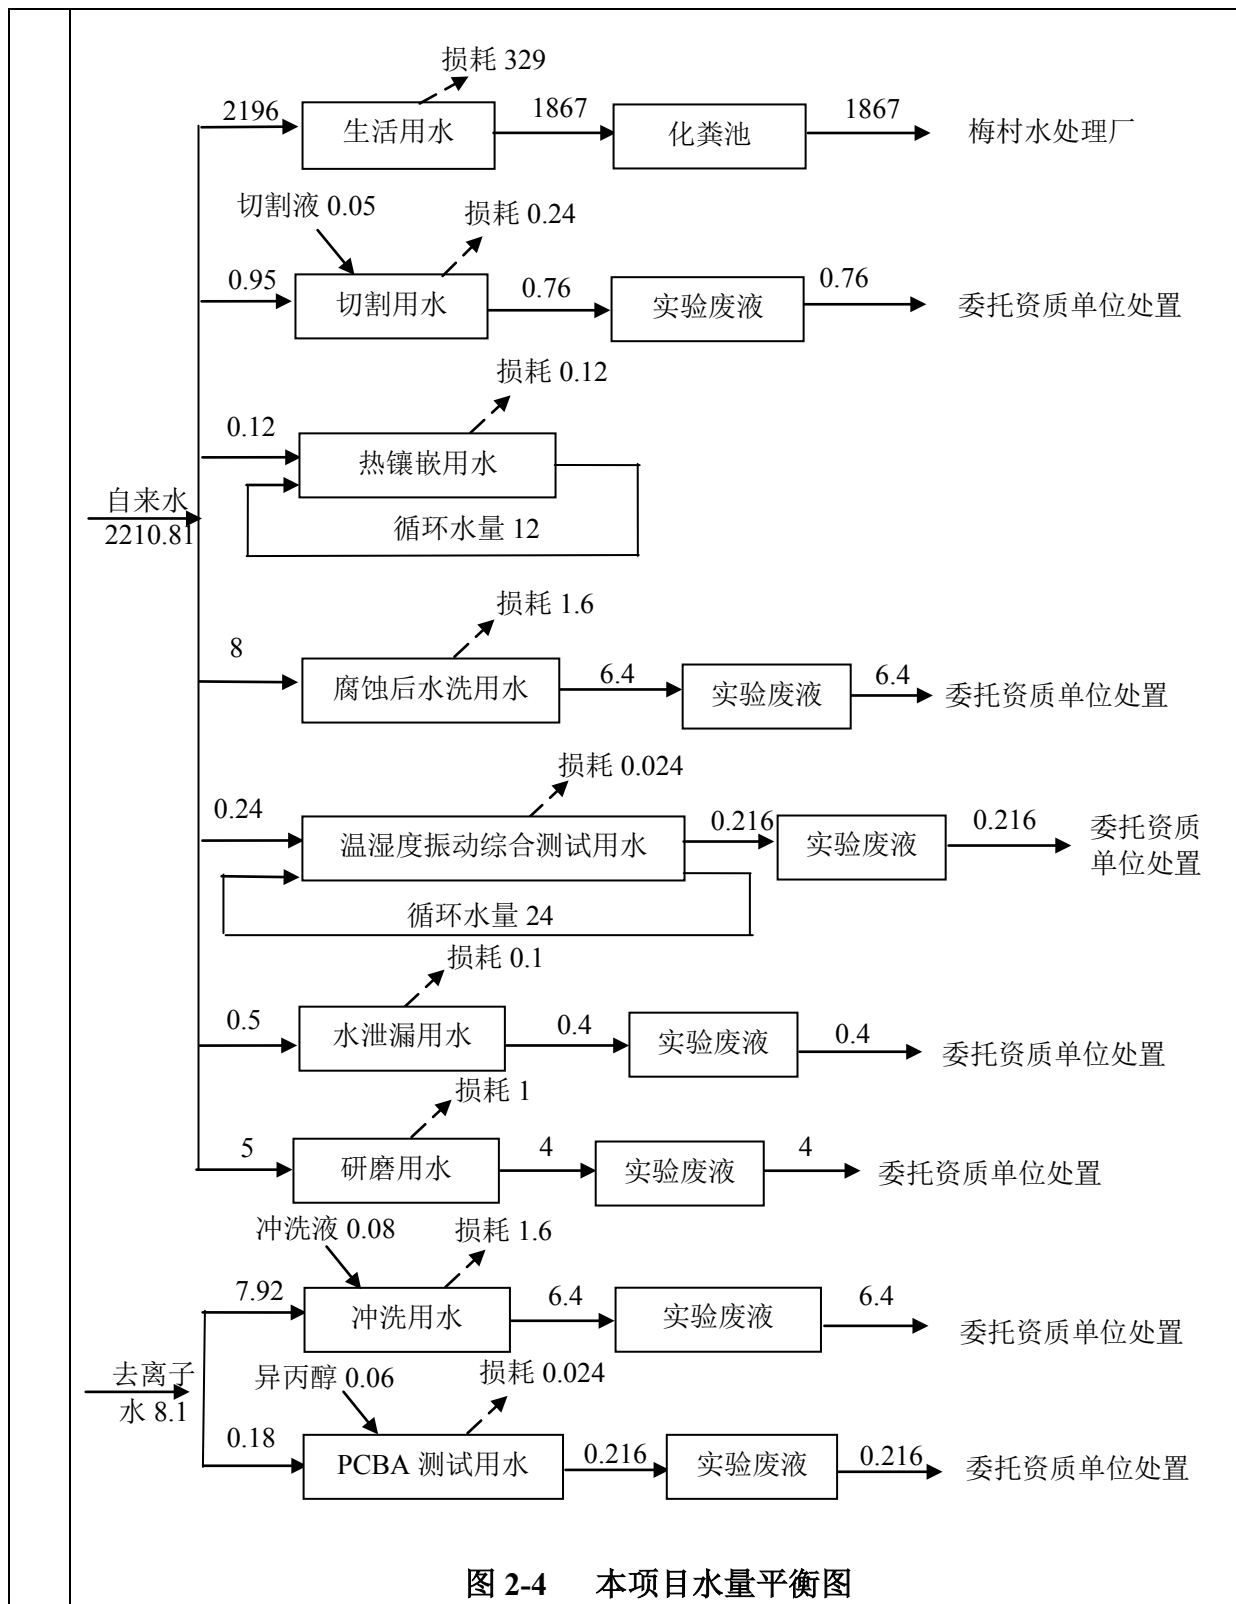 损耗 329
2196
生活用水
1867
化粪池
1867
梅村水处理厂
切割液 0.05
损耗 0.24
0.95
切割用水
0.76
实验废液
0.76
委托资质单位处置
损耗 0.12
0.12
热镶嵌用水
循环水量 12
自来水
2210.81
损耗 1.6
8
腐蚀后水洗用水
6.4
实验废液
6.4
委托资质单位处置
损耗 0.024
0.24
温湿度振动综合测试用水
0.216
实验废液
0.216
委托资质
单位处置
循环水量 24
损耗 0.1
0.5
水泄漏用水
0.4
实验废液
0.4
委托资质单位处置
损耗 1
5
研磨用水
4
实验废液
4
委托资质单位处置
冲洗液 0.08
损耗 1.6
7.92
冲洗用水
6.4
实验废液
6.4
委托资质单位处置
去离子
水 8.1
异丙醇 0.06
损耗 0.024
0.18
PCBA 测试用水
0.216
实验废液
0.216
委托资质单位处置
图 2-4 本项目水量平衡图